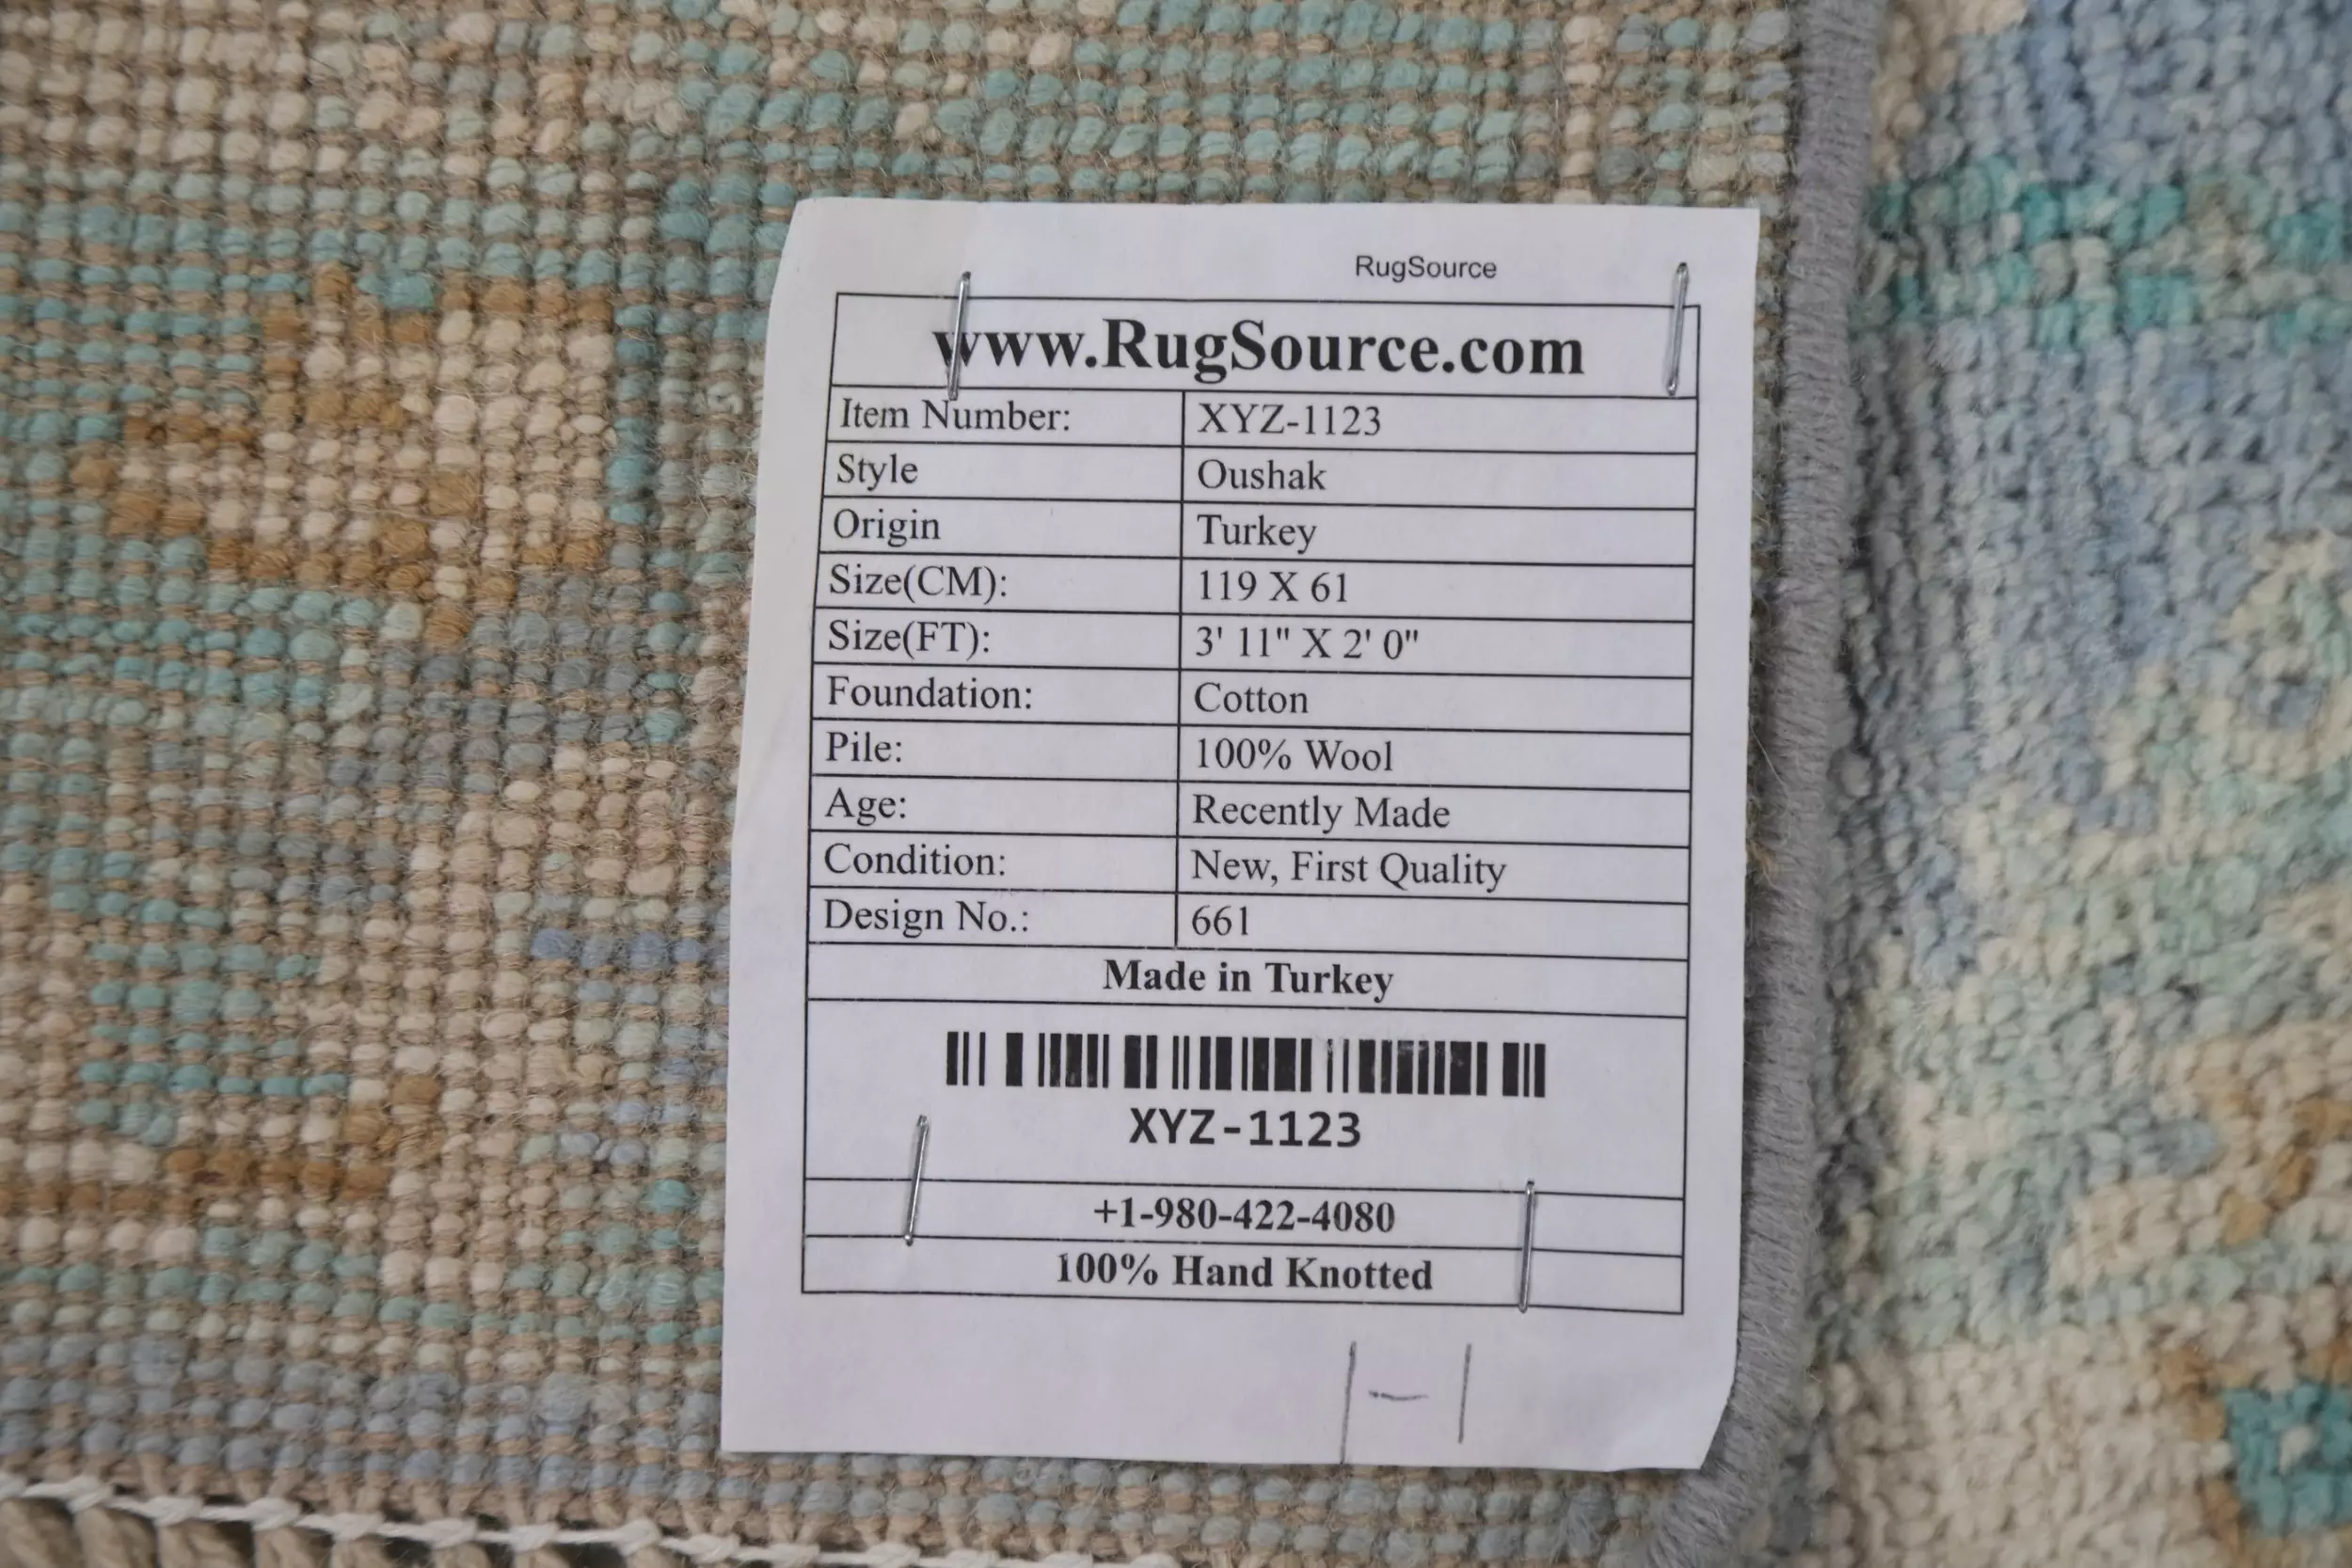 RugSource
www.RugSource.com
Item Number: XYZ-1123
Style Oushak
Origin Turkey
Size(CM): 119 X 61
Size(FT): 3' 11" X 2' 0"
Foundation: Cotton
Pile: 100% Wool
Age: Recently Made
Condition: New, First Quality
Design No.: 661
Made in Turkey
XYZ-1123
+1-980-422-4080
100% Hand Knotted
1-1